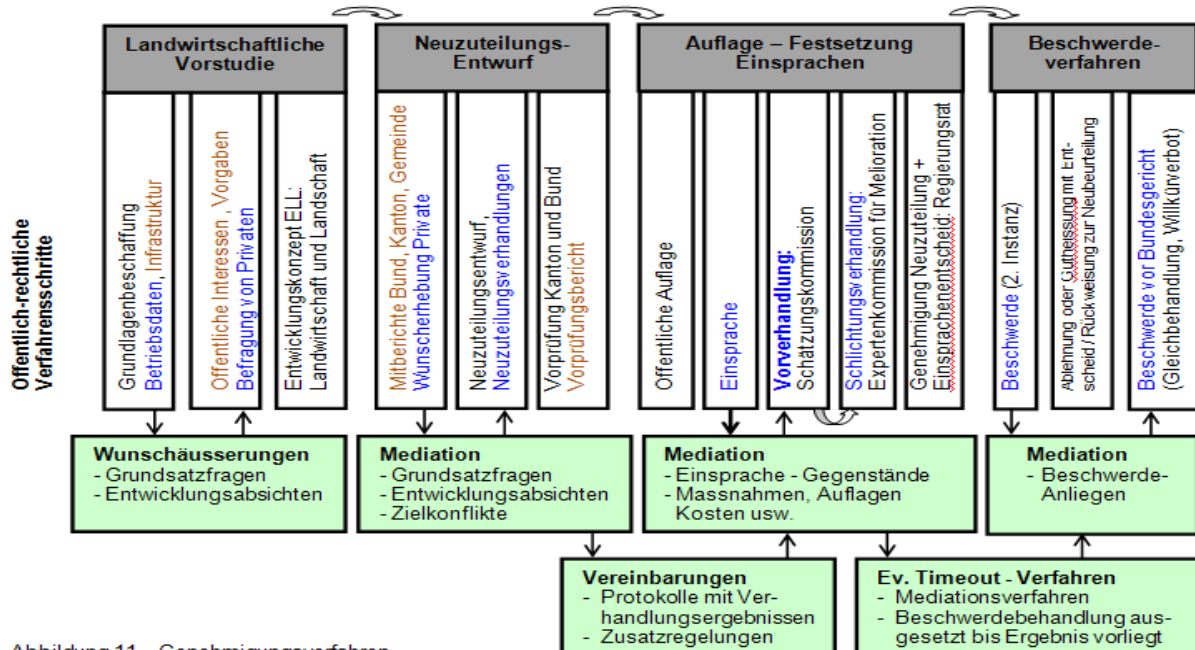 Landwirtschaftliche
Vorstudie
Neuzuteilungs-
Entwurf
Auflage – Festsetzung
Einsprachen
Beschwerde-
verfahren
Öffentlich-rechtliche
Verfahrensschritte
Grundlagenbeschaffung
Betriebsdaten, Infrastruktur
Öffentliche Interessen , Vorgaben
Befragung von Privaten
Entwicklungskonzept ELL:
Landwirtschaft und Landschaft
Mitberichte Bund, Kanton, Gemeinde
Wunscherhebung Private
Neuzuteilungsentwurf,
Neuzuteilungsverhandlungen
Vorprüfung Kanton und Bund
Vorprüfungsbericht
Öffentliche Auflage
Einsprache
Vorverhandlung:
Schätzungskommission
Schlichtungsverhandlung:
Expertenkommission für Melioration
Genehmigung Neuzuteilung +
Einsprachenentscheid: Regierungsrat
Beschwerde (2. Instanz)
Ablehnung oder Gutheissung mit Ent-
scheid / Rückweisung zur Neubeurteilung
Beschwerde vor Bundesgericht
(Gleichbehandlung, Willkürverbot)
Wunschäusserungen
- Grundsatzfragen
- Entwicklungsabsichten
Mediation
- Grundsatzfragen
- Entwicklungsabsichten
- Zielkonflikte
Mediation
- Einsprache - Gegenstände
- Massnahmen, Auflagen
Kosten usw.
Mediation
- Beschwerde-
Anliegen
Vereinbarungen
- Protokolle mit Ver-
handlungsergebnissen
- Zusatzregelungen
Ev. Timeout - Verfahren
- Mediationsverfahren
- Beschwerdebehandlung aus-
gesetzt bis Ergebnis vorliegt
Abbildung 11 Genehmigungsverfahren